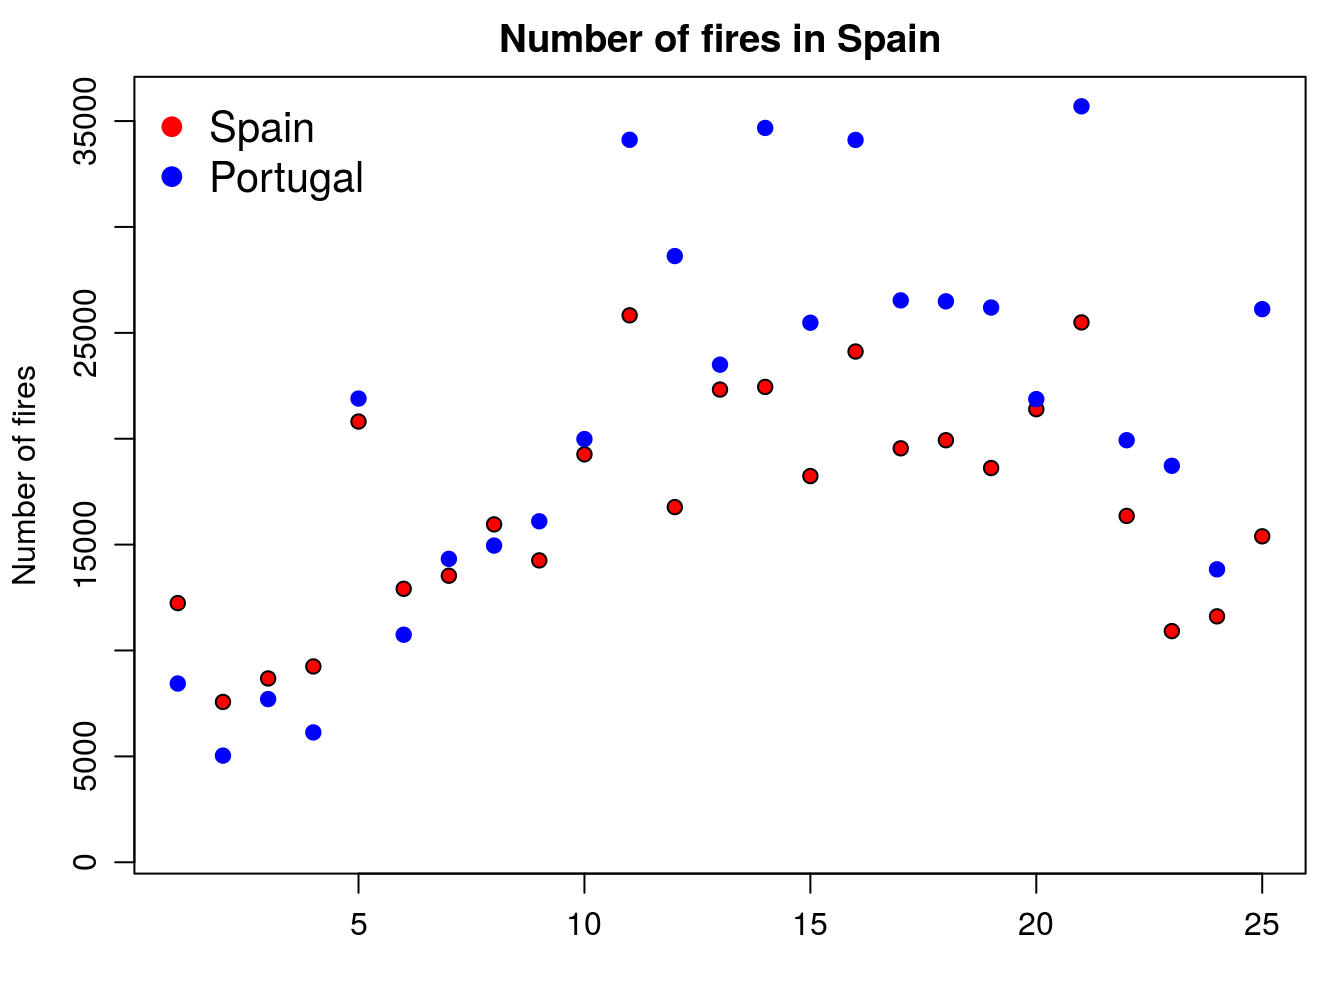 Number of fires in Spain
Spain
Portugal
Number of fires
35000
25000
15000
5000
0
5 10 15 20 25